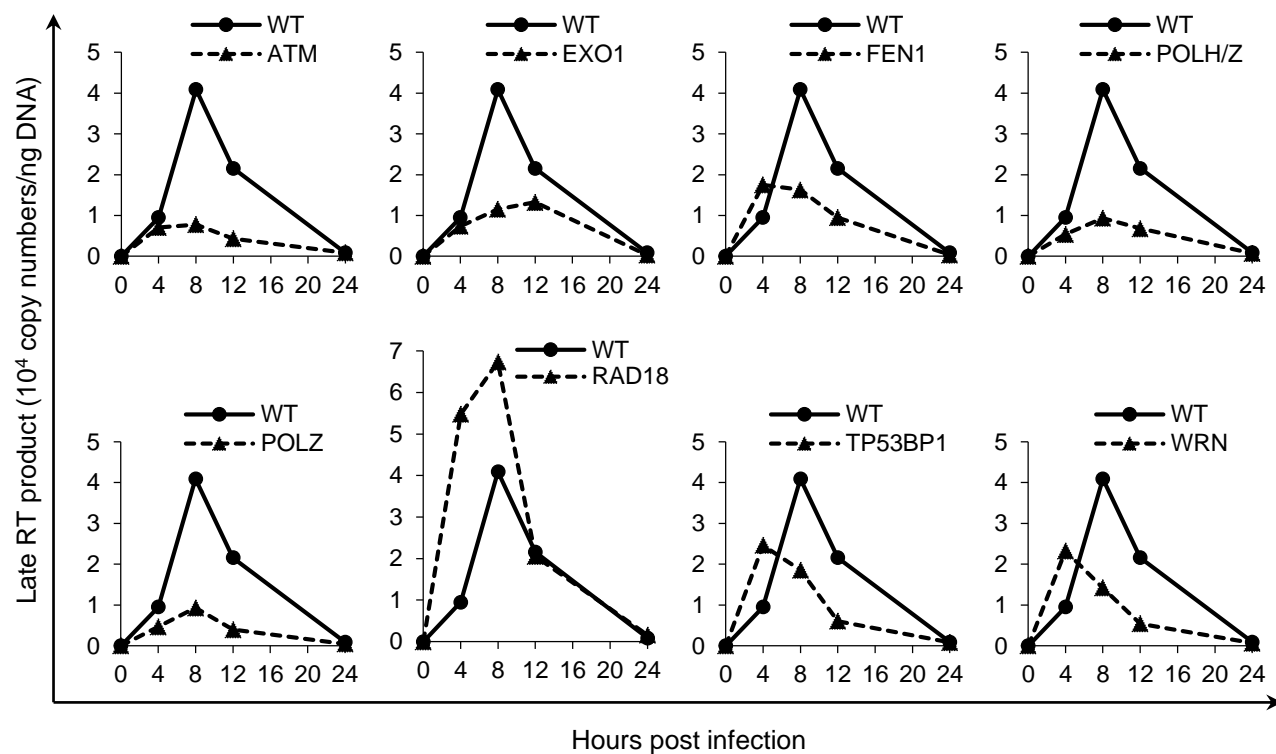 Late RT product (10⁴ copy numbers/ng DNA)
WT
ATM
5
4
3
2
1
0
0 4 8 12 16 20 24
WT
EXO1
5
4
3
2
1
0
0 4 8 12 16 20 24
WT
FEN1
5
4
3
2
1
0
0 4 8 12 16 20 24
WT
POLH/Z
5
4
3
2
1
0
0 4 8 12 16 20 24
WT
POLZ
5
4
3
2
1
0
0 4 8 12 16 20 24
WT
RAD18
7
6
5
4
3
2
1
0
0 4 8 12 16 20 24
WT
TP53BP1
5
4
3
2
1
0
0 4 8 12 16 20 24
WT
WRN
5
4
3
2
1
0
0 4 8 12 16 20 24
Hours post infection